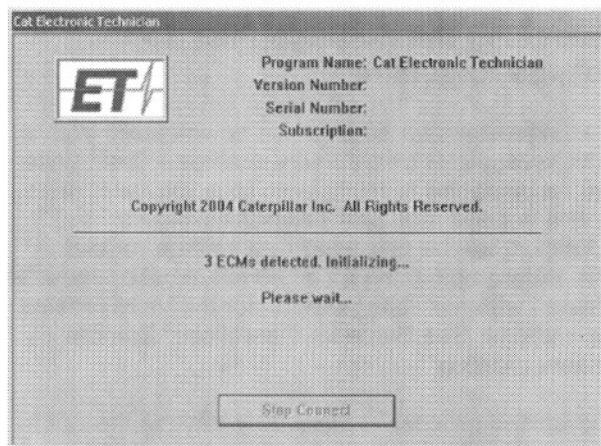 Cat Electronic Technician
ET
Program Name: Cat Electronic Technician
Version Number:
Serial Number:
Subscription:
Copyright 2004 Caterpillar Inc. All Rights Reserved.
3 ECMs detected. Initializing...
Please wait...
Stop Connect